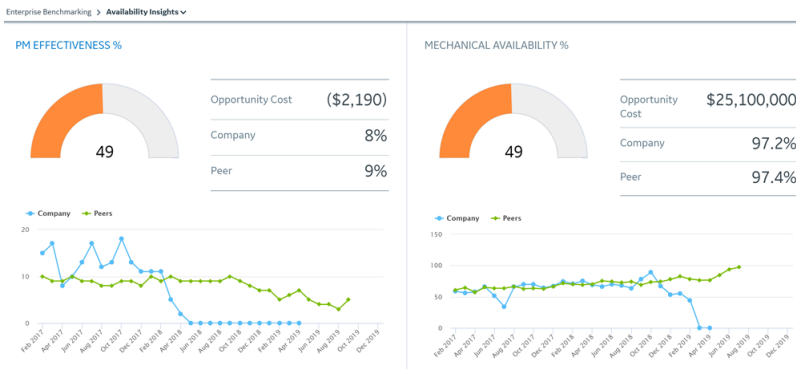 Enterprise Benchmarking > Availability Insights
PM EFFECTIVENESS %
49
Opportunity Cost ($2,190)
Company 8%
Peer 9%
Company Peers
20
10
0
Feb 2017 Apr 2017 Jun 2017 Aug 2017 Oct 2017 Dec 2017 Feb 2018 Apr 2018 Jun 2018 Aug 2018 Oct 2018 Dec 2018 Feb 2019 Apr 2019 Jun 2019 Aug 2019 Oct 2019 Dec 2019
MECHANICAL AVAILABILITY %
49
Opportunity Cost $25,100,000
Company 97.2%
Peer 97.4%
Company Peers
150
100
50
0
Feb 2017 Apr 2017 Jun 2017 Aug 2017 Oct 2017 Dec 2017 Feb 2018 Apr 2018 Jun 2018 Aug 2018 Oct 2018 Dec 2018 Feb 2019 Apr 2019 Jun 2019 Aug 2019 Oct 2019 Dec 2019